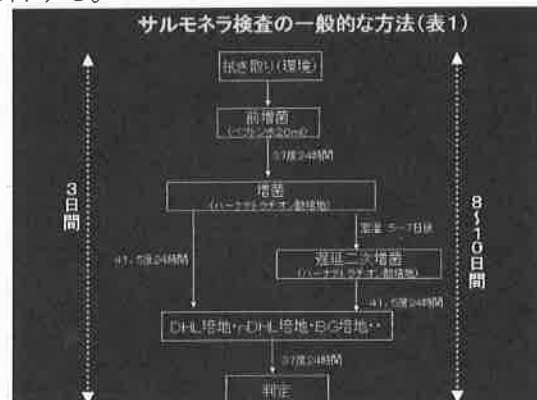 サルモネラ検査の一般的な方法(表1)
拭き取り(環境)
前増菌
(ペプトン水20ml)
37度24時間
増菌
(ハーナテトラチオン酸培地)
室温 5~7日後
遅延二次増菌
(ハーナテトラチオン酸培地)
41.5度24時間
41.5度24時間
DHL培地・rDHL培地・BG培地・・
37度24時間
判定
3日間
8~10日間